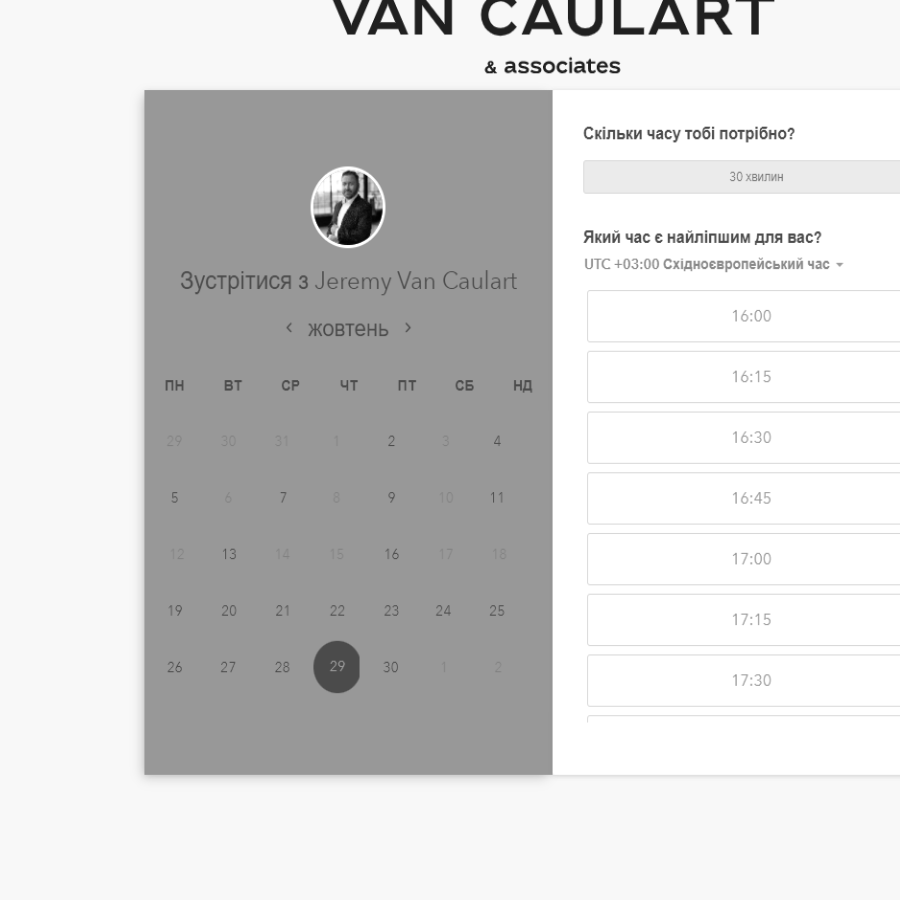 VAN CAULART
& associates
Зустрітися з Jeremy Van Caulart
‹ жовтень ›
ПН ВТ СР ЧТ ПТ СБ НД
29 30 31 1 2 3 4
5 6 7 8 9 10 11
12 13 14 15 16 17 18
19 20 21 22 23 24 25
26 27 28 29 30 1 2
Скільки часу тобі потрібно?
30 хвилин
Який час є найліпшим для вас?
UTC +03:00 Східноєвропейський час
16:00
16:15
16:30
16:45
17:00
17:15
17:30